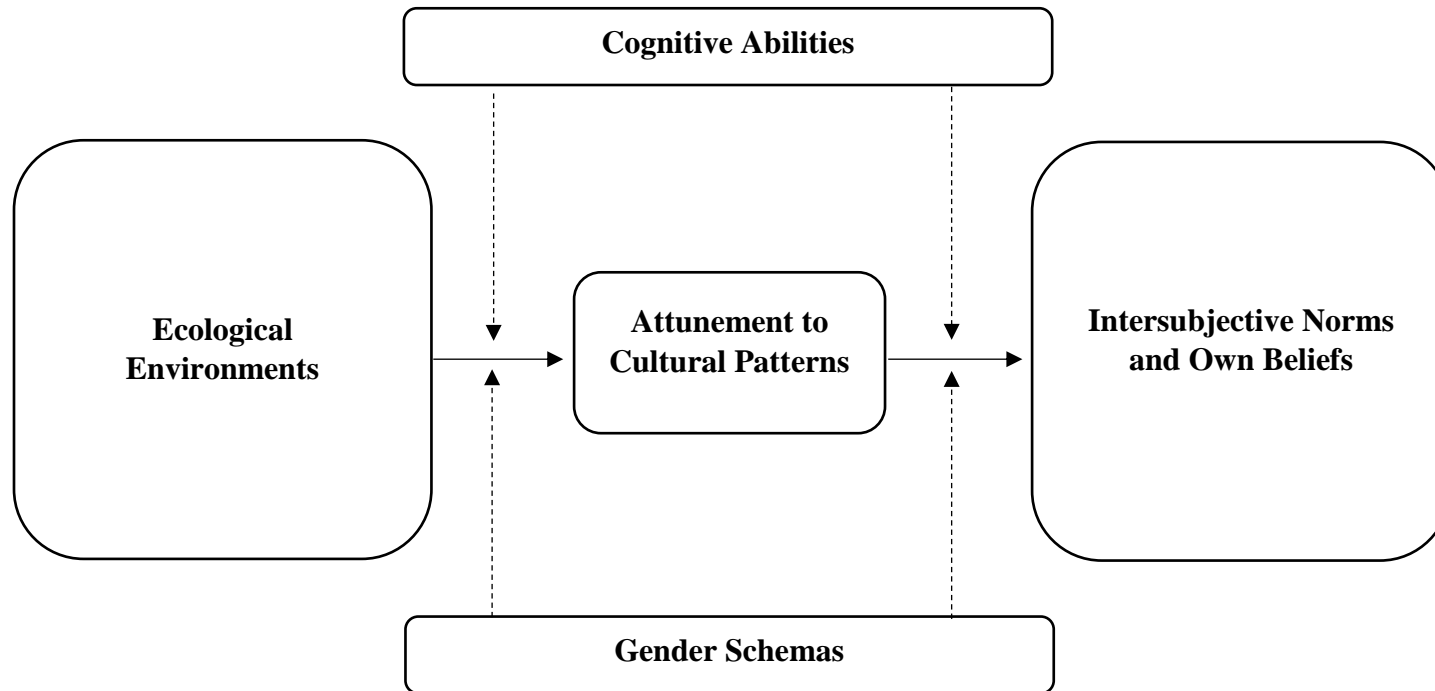 Cognitive Abilities
Ecological
Environments
Attunement to
Cultural Patterns
Intersubjective Norms
and Own Beliefs
Gender Schemas